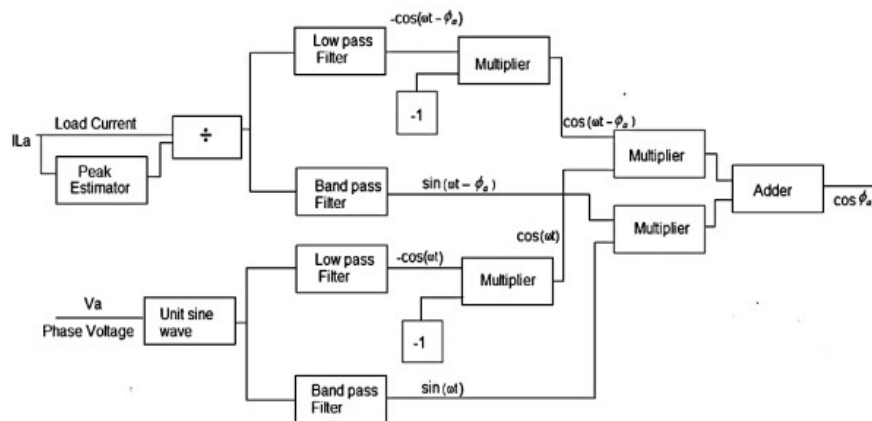 -cos(ωt - ϕₐ)
Low pass
Filter
Multiplier
-1
Load Current
ILa
÷
cos(ωt - ϕₐ)
Peak
Estimator
Multiplier
Band pass
Filter
sin(ωt - ϕₐ)
Adder
cos ϕₐ
Multiplier
cos(ωt)
Low pass
Filter
-cos(ωt)
Multiplier
Va
Phase Voltage
Unit sine
wave
-1
Band pass
Filter
sin(ωt)